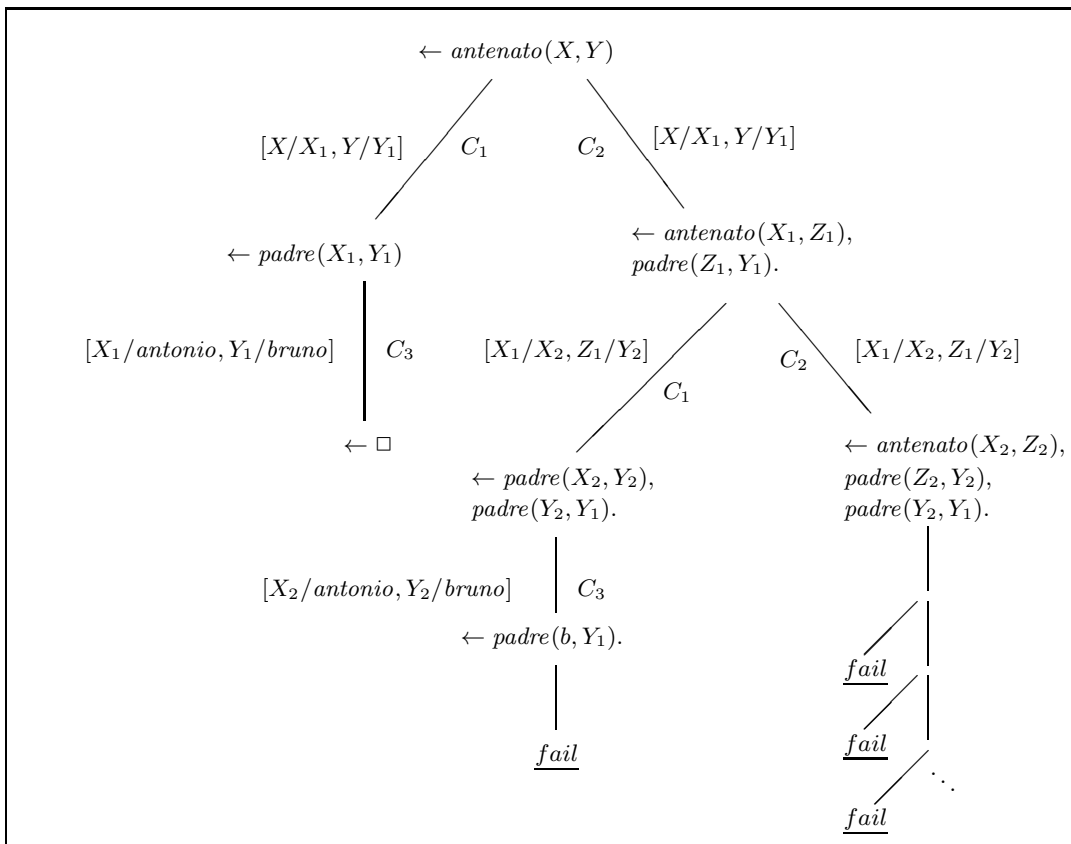 ← antenato(X, Y)
[X/X₁, Y/Y₁]
C₁
C₂
[X/X₁, Y/Y₁]
← padre(X₁, Y₁)
← antenato(X₁, Z₁),
padre(Z₁, Y₁).
[X₁/antonio, Y₁/bruno]
C₃
[X₁/X₂, Z₁/Y₂]
C₁
C₂
[X₁/X₂, Z₁/Y₂]
← □
← padre(X₂, Y₂),
padre(Y₂, Y₁).
← antenato(X₂, Z₂),
padre(Z₂, Y₂),
padre(Y₂, Y₁).
[X₂/antonio, Y₂/bruno]
C₃
← padre(b, Y₁).
fail
fail
fail
⋱
fail